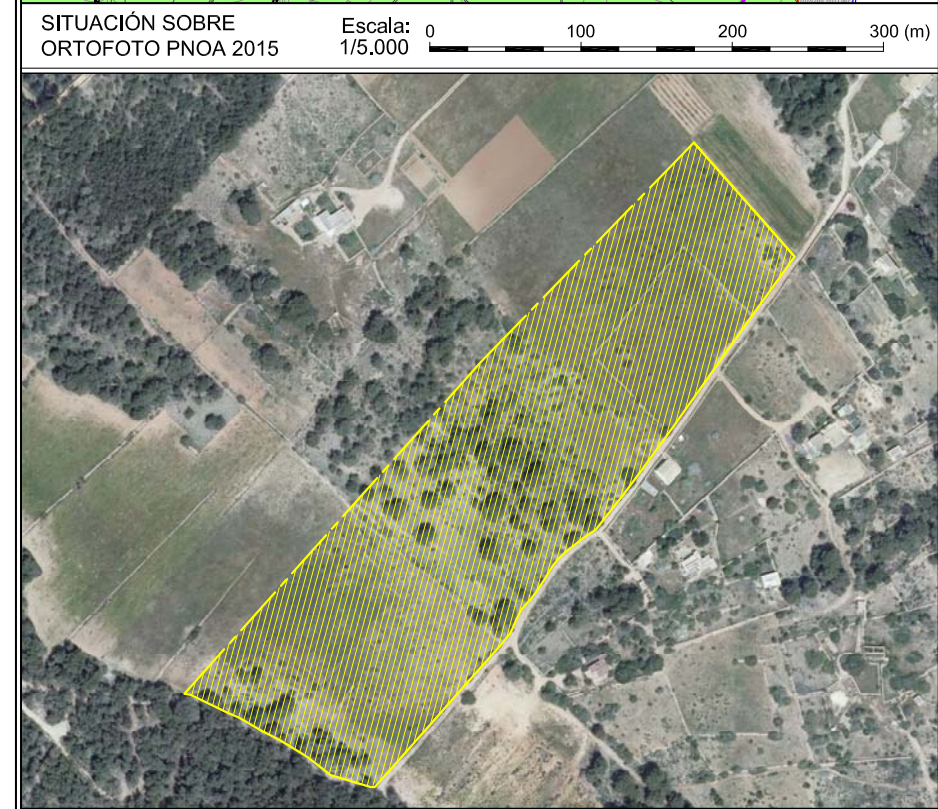 SITUACIÓN SOBRE
ORTOFOTO PNOA 2015
Escala:
1/5.000
0 100 200 300 (m)